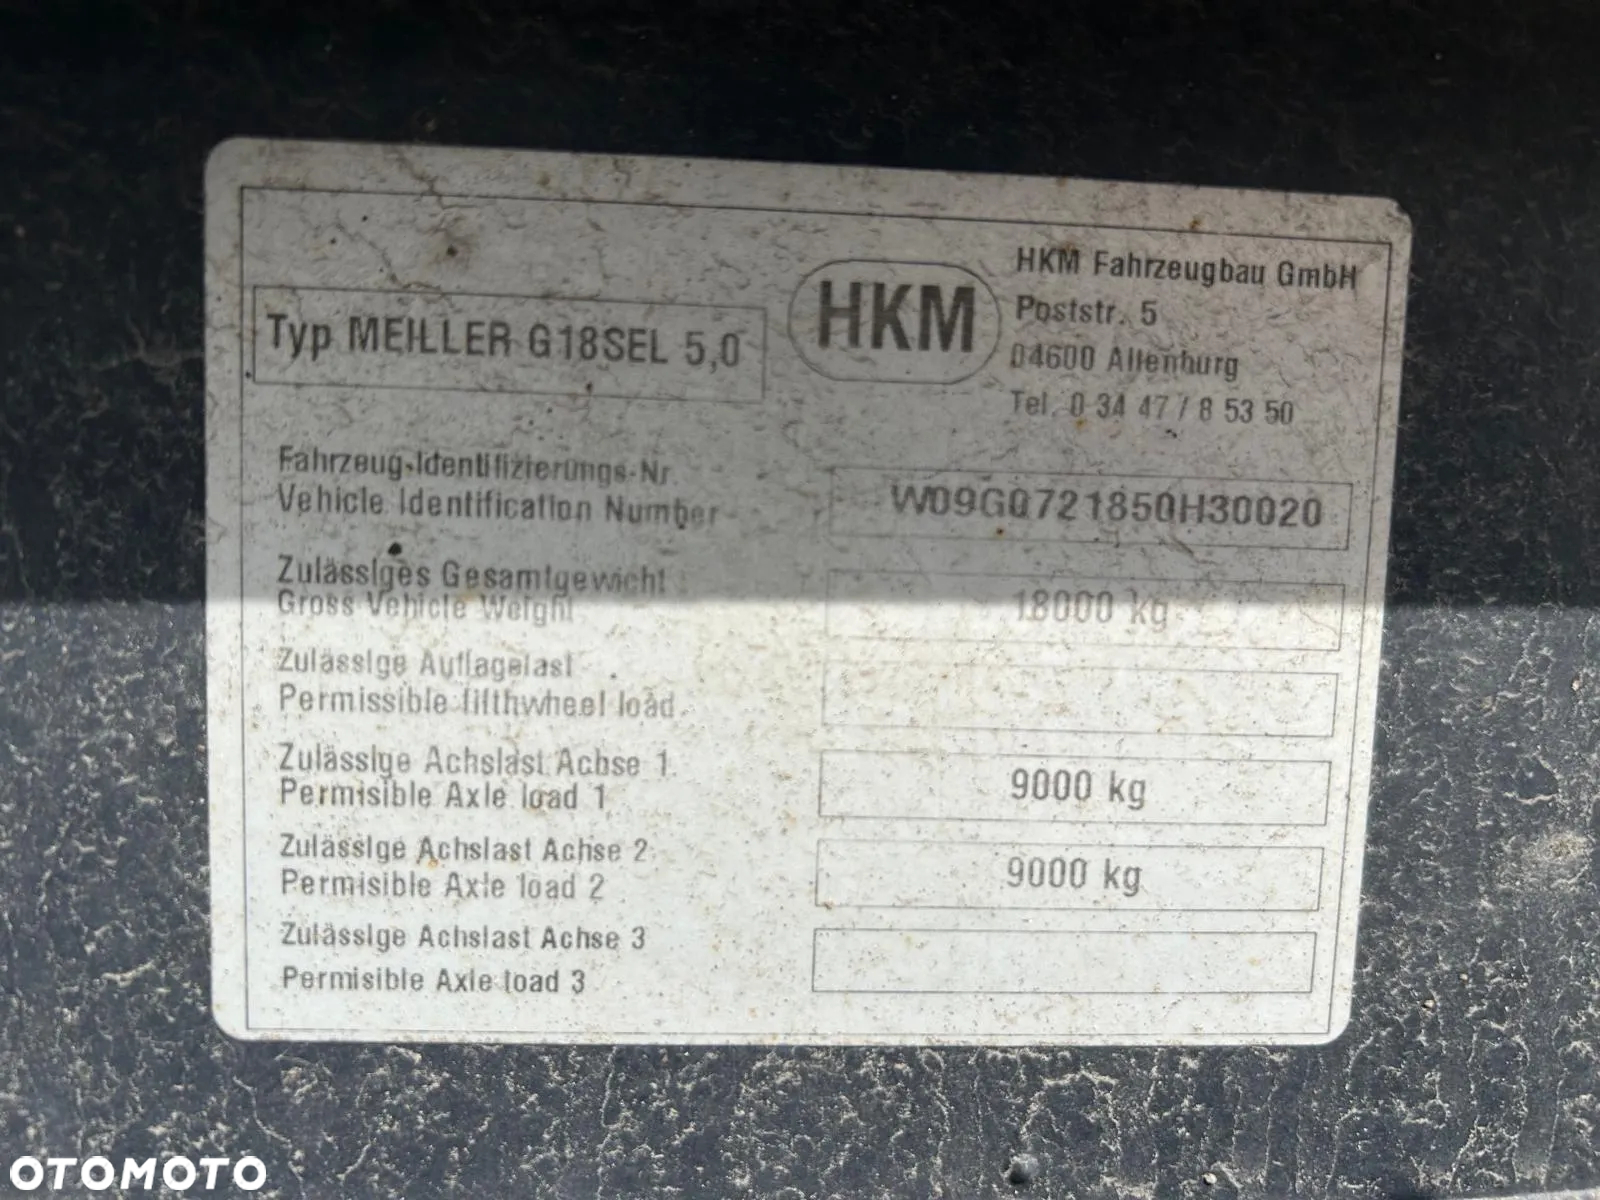 HKM Fahrzeugbau GmbH
Poststr. 5
04600 Altenburg
Tel. 0 34 47 / 8 53 50
HKM
Typ MEILLER G18SEL 5,0
Fahrzeug-Identifizierungs-Nr.
Vehicle Identification Number
W09GQ721850H30020
Zulässiges Gesamtgewicht
Gross Vehicle Weight
18000 kg
Zulässige Auflagelast
Permissible fifthwheel load
Zulässige Achslast Achse 1
Permisible Axle load 1
9000 kg
Zulässige Achslast Achse 2
Permisible Axle load 2
9000 kg
Zulässige Achslast Achse 3
Permisible Axle load 3
OTOMOTO